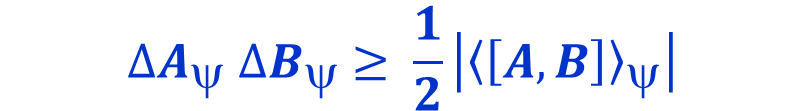 ΔA_ψ ΔB_ψ ≥ 1/2 |⟨[A, B]⟩_ψ|